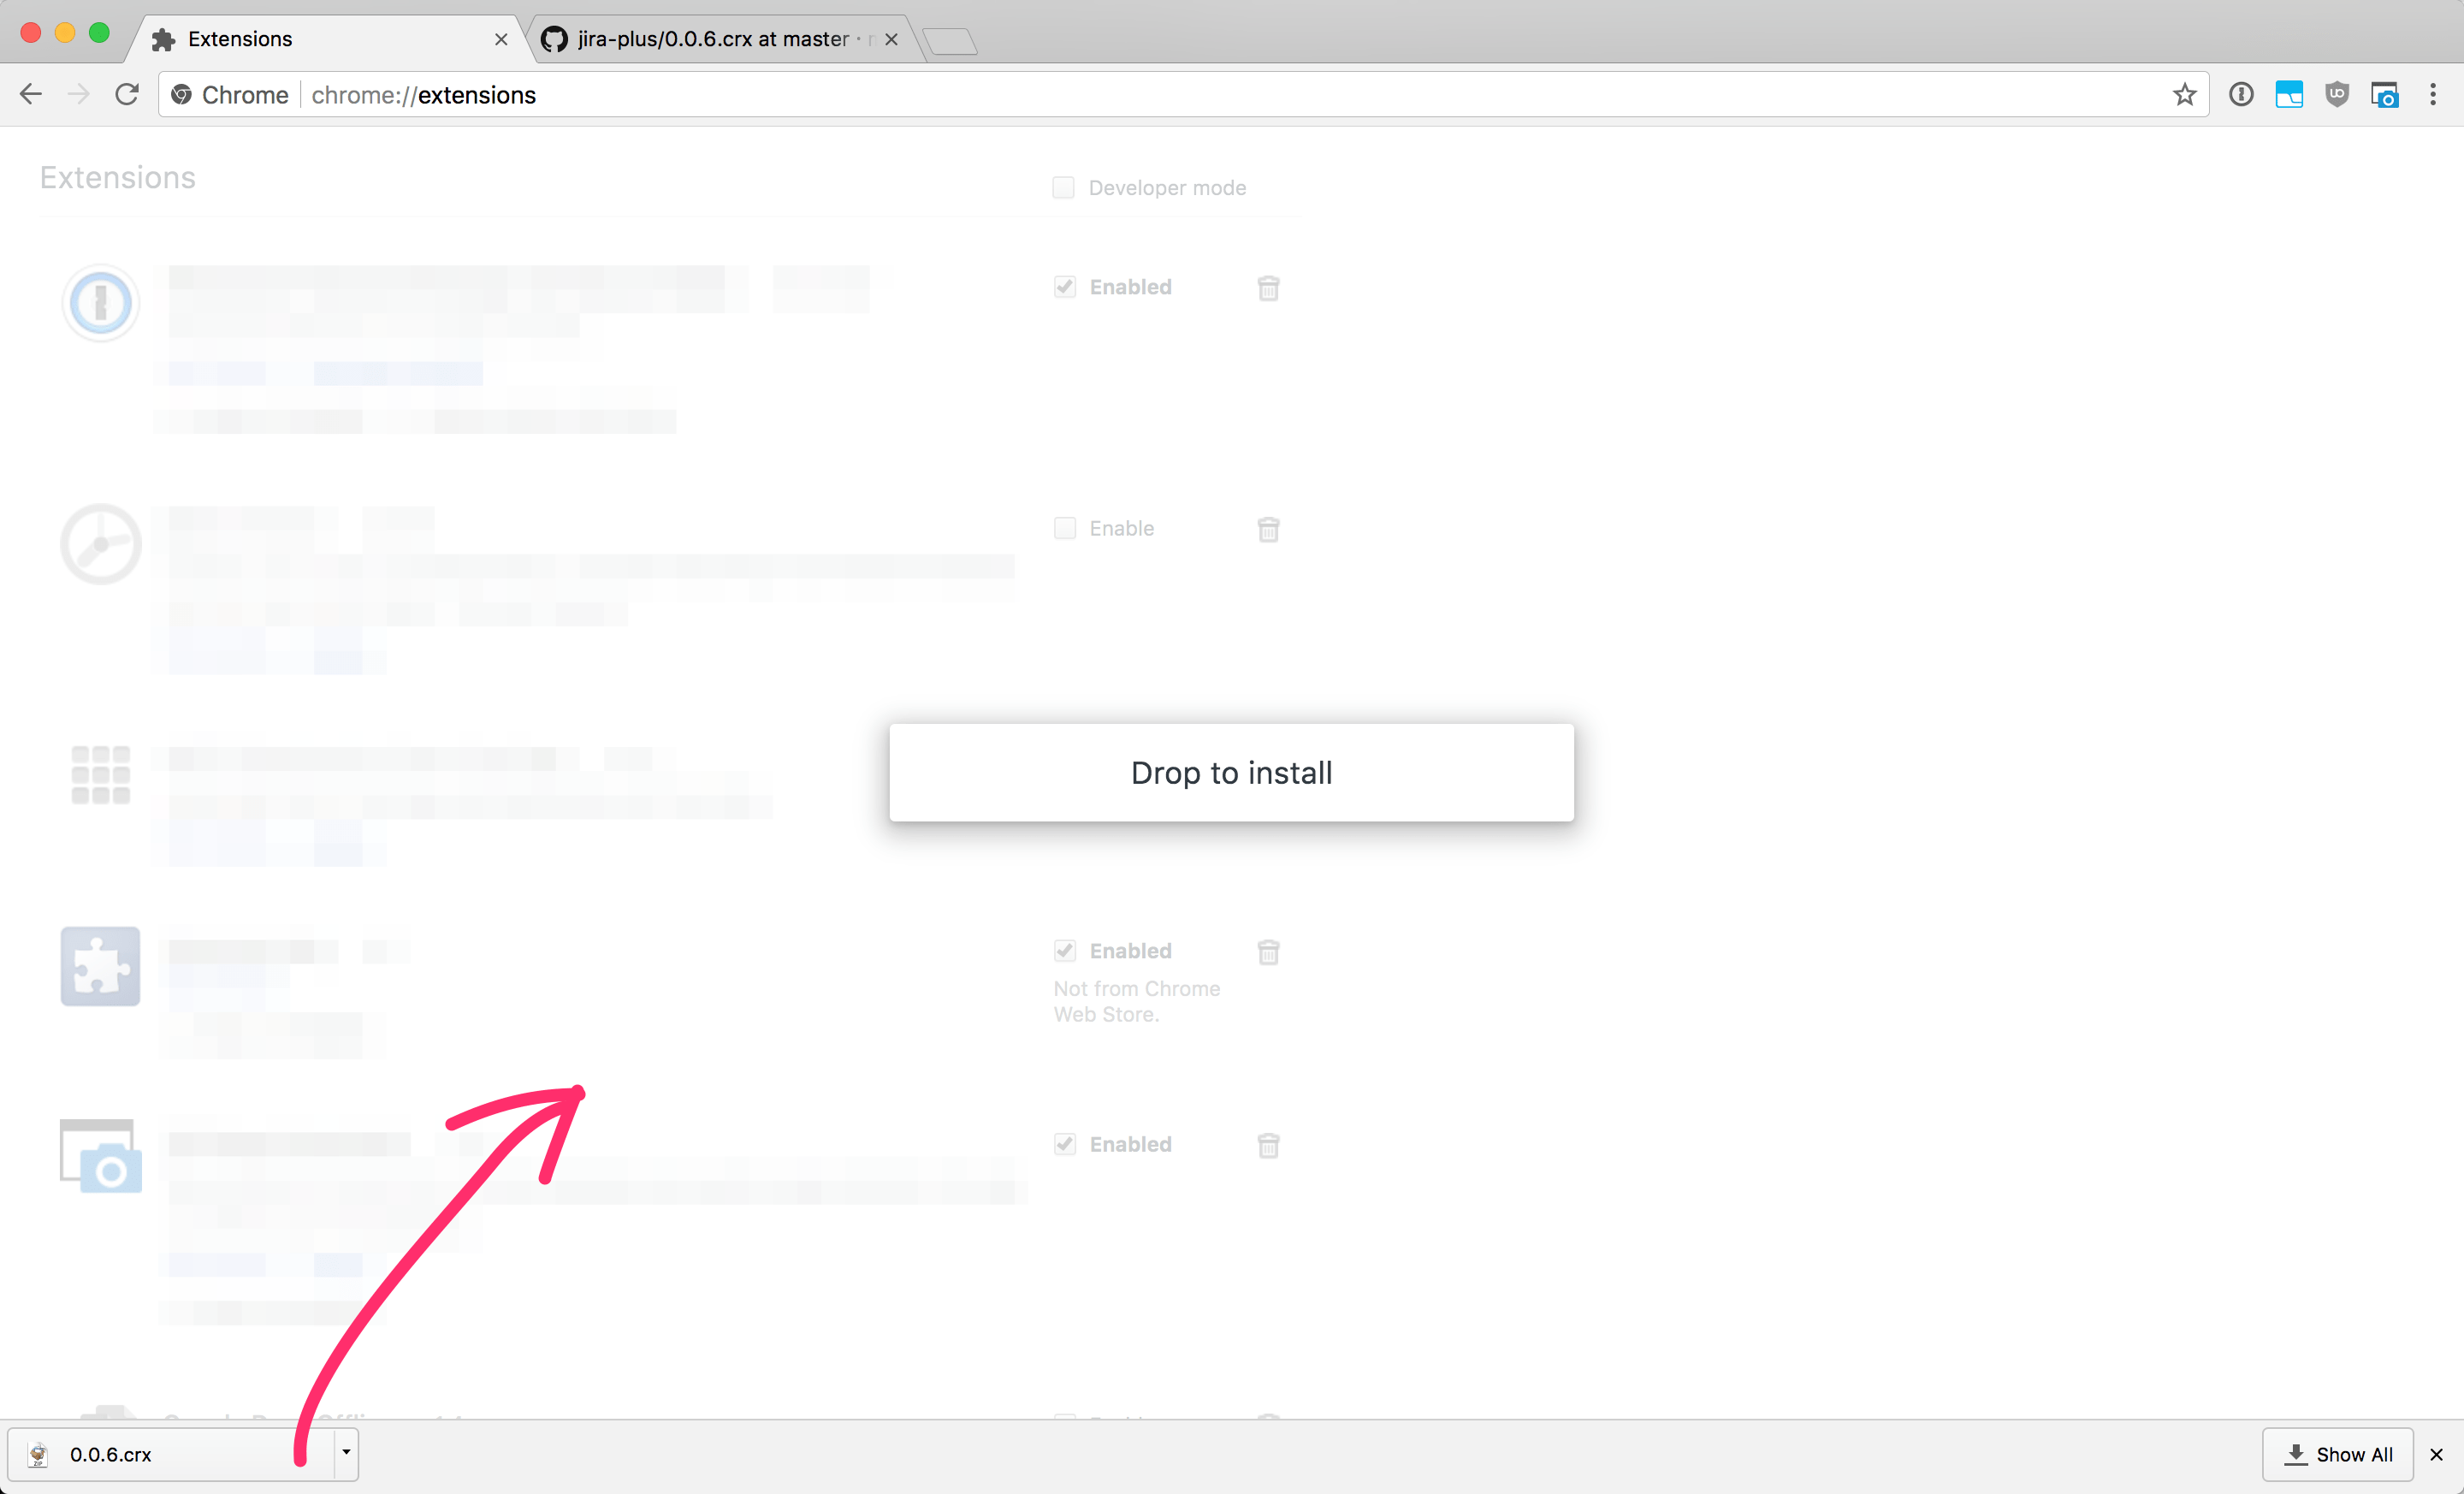 Extensions
jira-plus/0.0.6.crx at master ·
Chrome
chrome://extensions
Extensions
Developer mode
Enabled
Enable
Drop to install
Enabled
Not from Chrome
Web Store.
Enabled
ZIP
0.0.6.crx
Show All